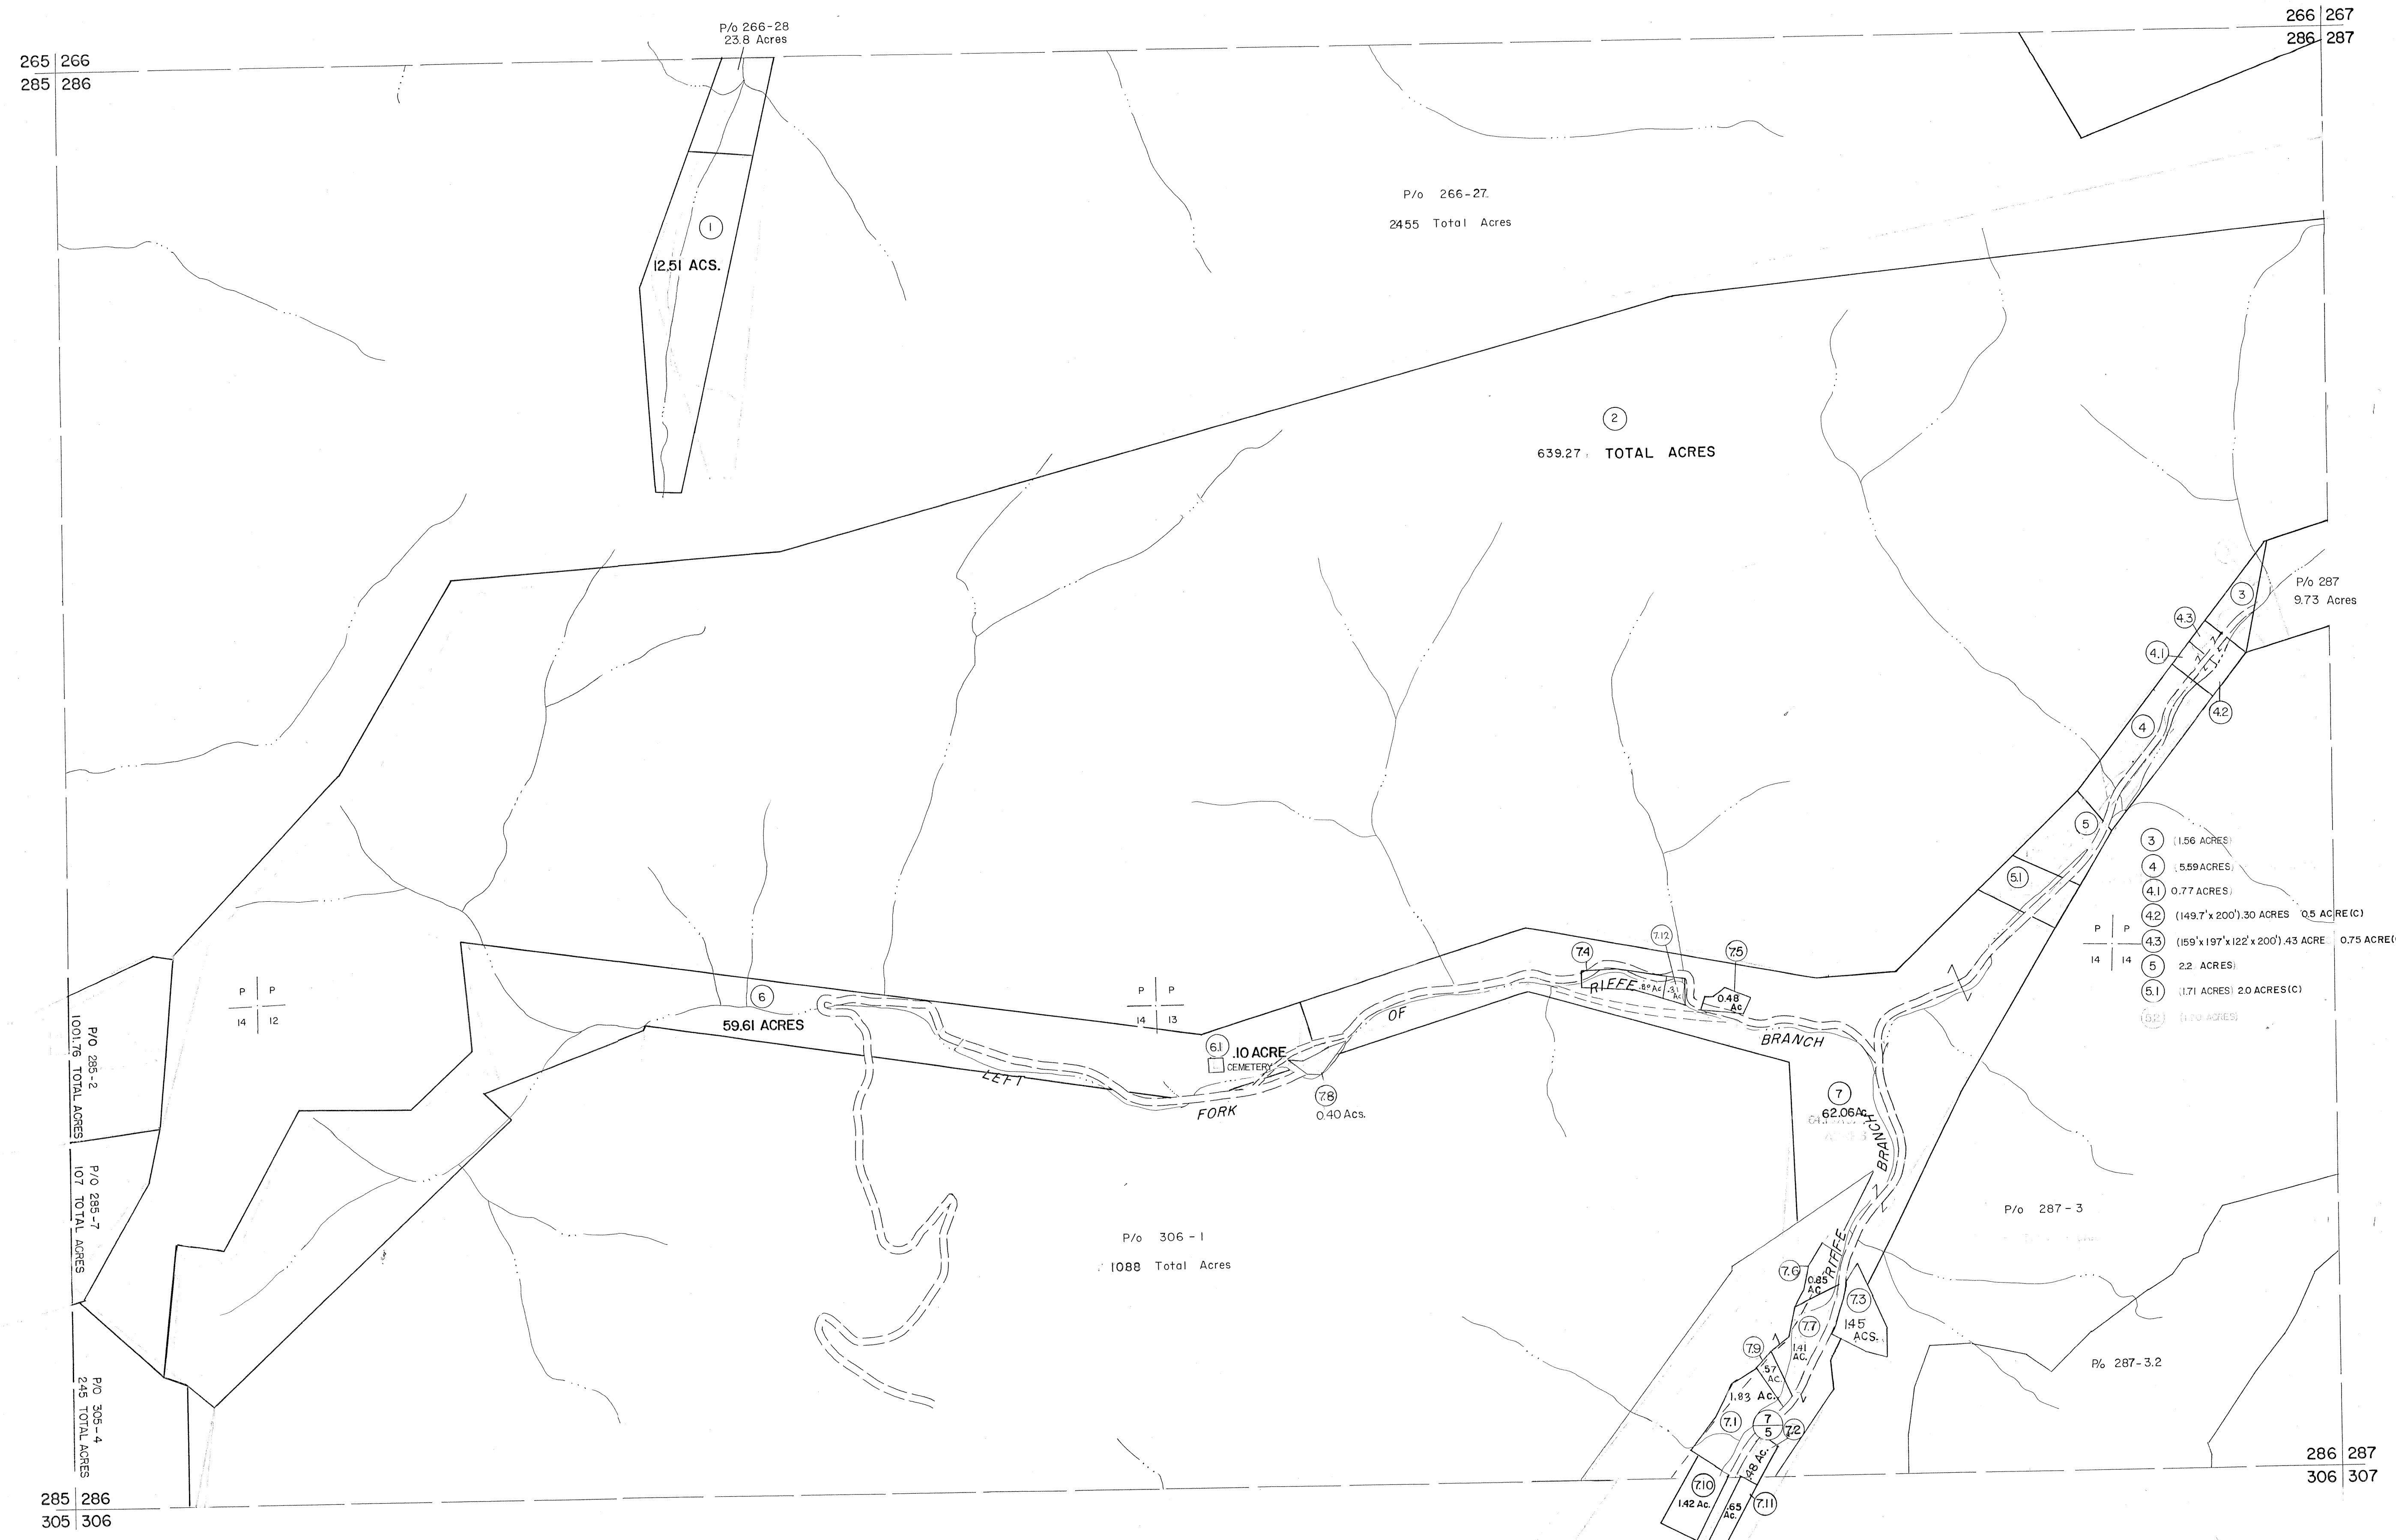 P/o 266-28
23.8 Acres
265 266
285 286
266 267
286 287
P/o 266-27
2455 Total Acres
1
12.51 ACS.
2
639.27 TOTAL ACRES
P/o 287
9.73 Acres
3
4.3
4.1
4.2
4
5
5.1
3 (1.56 ACRES)
4 (5.59 ACRES)
4.1 0.77 ACRES)
4.2 (149.7' x 200') .30 ACRES 0.5 ACRE (C)
4.3 (159' x 197' x 122' x 200') .43 ACRE 0.75 ACRE (
5 2.2 ACRES)
5.1 (1.71 ACRES) 2.0 ACRES (C)
(5.2)
P P
14 14
P P
14 12
P P
14 13
6
59.61 ACRES
6.1 .10 ACRE
CEMETERY
LEFT
FORK
OF
RIFFE
BRANCH
7.4
7.12
7.5
.80 Ac
0.48
AC
7.8
0.40 Acs.
7
62.06 Ac.
BRANCH
RIFFE
P/O 285-2
1001.76 TOTAL ACRES
P/O 285-7
107 TOTAL ACRES
P/O 305-4
245 TOTAL ACRES
P/o 306-1
1088 Total Acres
P/o 287-3
P/o 287-3.2
7.6
0.85
AC
7.3
1.45
ACS.
7.7
1.41
AC.
7.9
.57
AC.
1.83 Ac.
7.1
7
5
7.2
.48 Ac.
7.10
1.42 Ac.
.65
Ac.
7.11
285 286
305 306
286 287
306 307